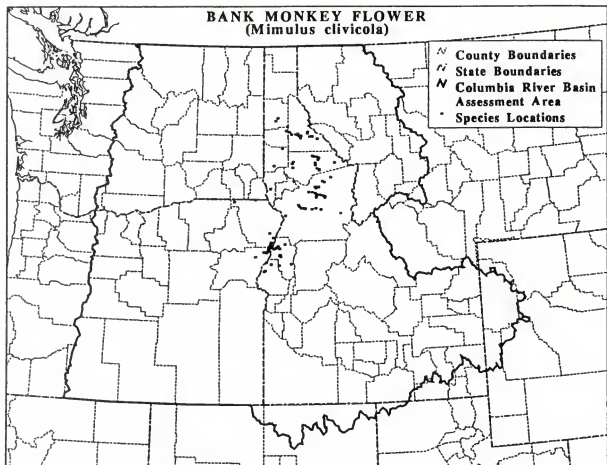 BANK MONKEY FLOWER
(Mimulus clivicola)
County Boundaries
State Boundaries
Columbia River Basin
Assessment Area
Species Locations